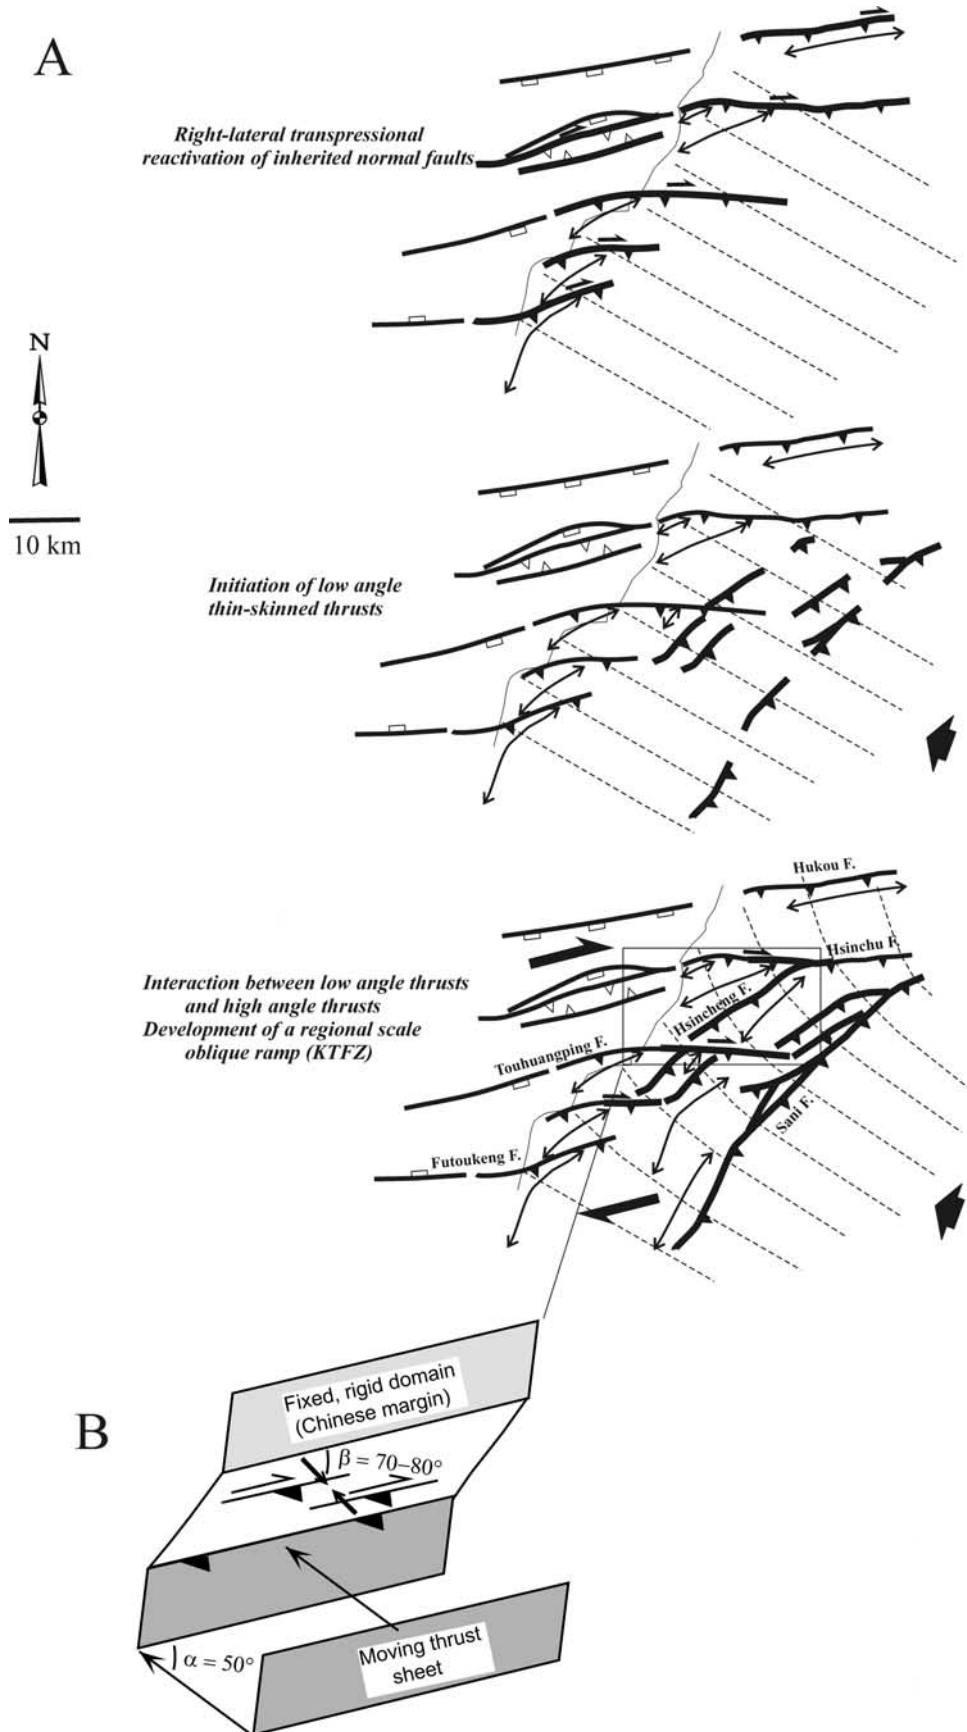 A
Right-lateral transpressional
reactivation of inherited normal faults
N
10 km
Initiation of low angle
thin-skinned thrusts
Hukou F.
Hsinchu F.
Interaction between low angle thrusts
and high angle thrusts
Development of a regional scale
oblique ramp (KTFZ)
Hsincheng F.
Touhuangping F.
Sani F.
Futoukeng F.
B
Fixed, rigid domain
(Chinese margin)
β = 70–80°
Moving thrust
sheet
α = 50°